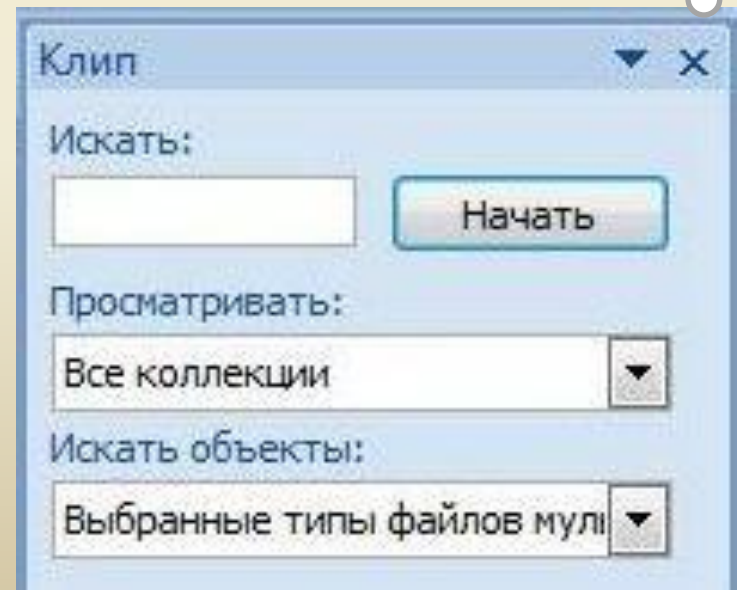 Клип
Искать:
Начать
Просматривать:
Все коллекции
Искать объекты:
Выбранные типы файлов мул